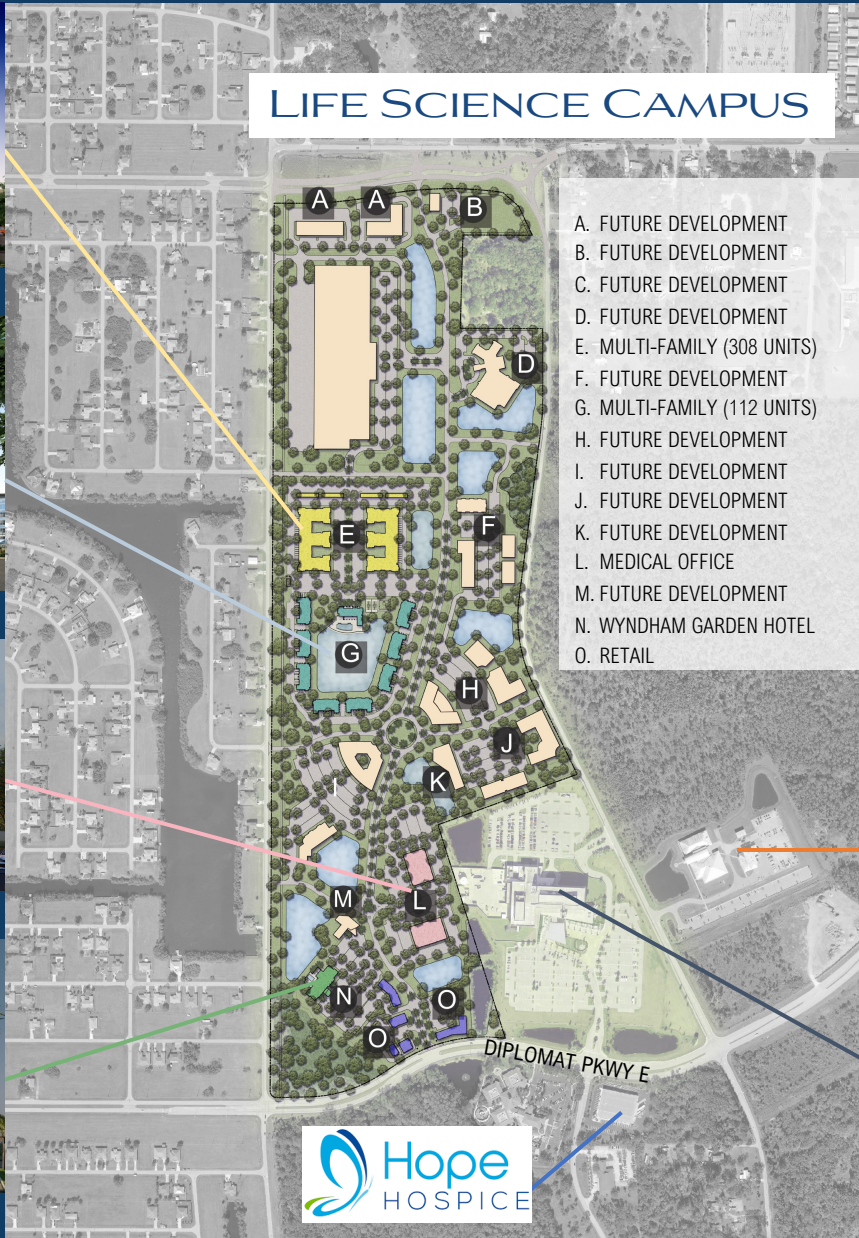 LIFE SCIENCE CAMPUS
A
A
B
A. FUTURE DEVELOPMENT
B. FUTURE DEVELOPMENT
C. FUTURE DEVELOPMENT
D. FUTURE DEVELOPMENT
E. MULTI-FAMILY (308 UNITS)
F. FUTURE DEVELOPMENT
G. MULTI-FAMILY (112 UNITS)
H. FUTURE DEVELOPMENT
I. FUTURE DEVELOPMENT
J. FUTURE DEVELOPMENT
K. FUTURE DEVELOPMENT
L. MEDICAL OFFICE
M. FUTURE DEVELOPMENT
N. WYNDHAM GARDEN HOTEL
O. RETAIL
D
F
E
G
H
J
K
I
M
L
N
O
O
DIPLOMAT PKWY E
Hope
HOSPICE